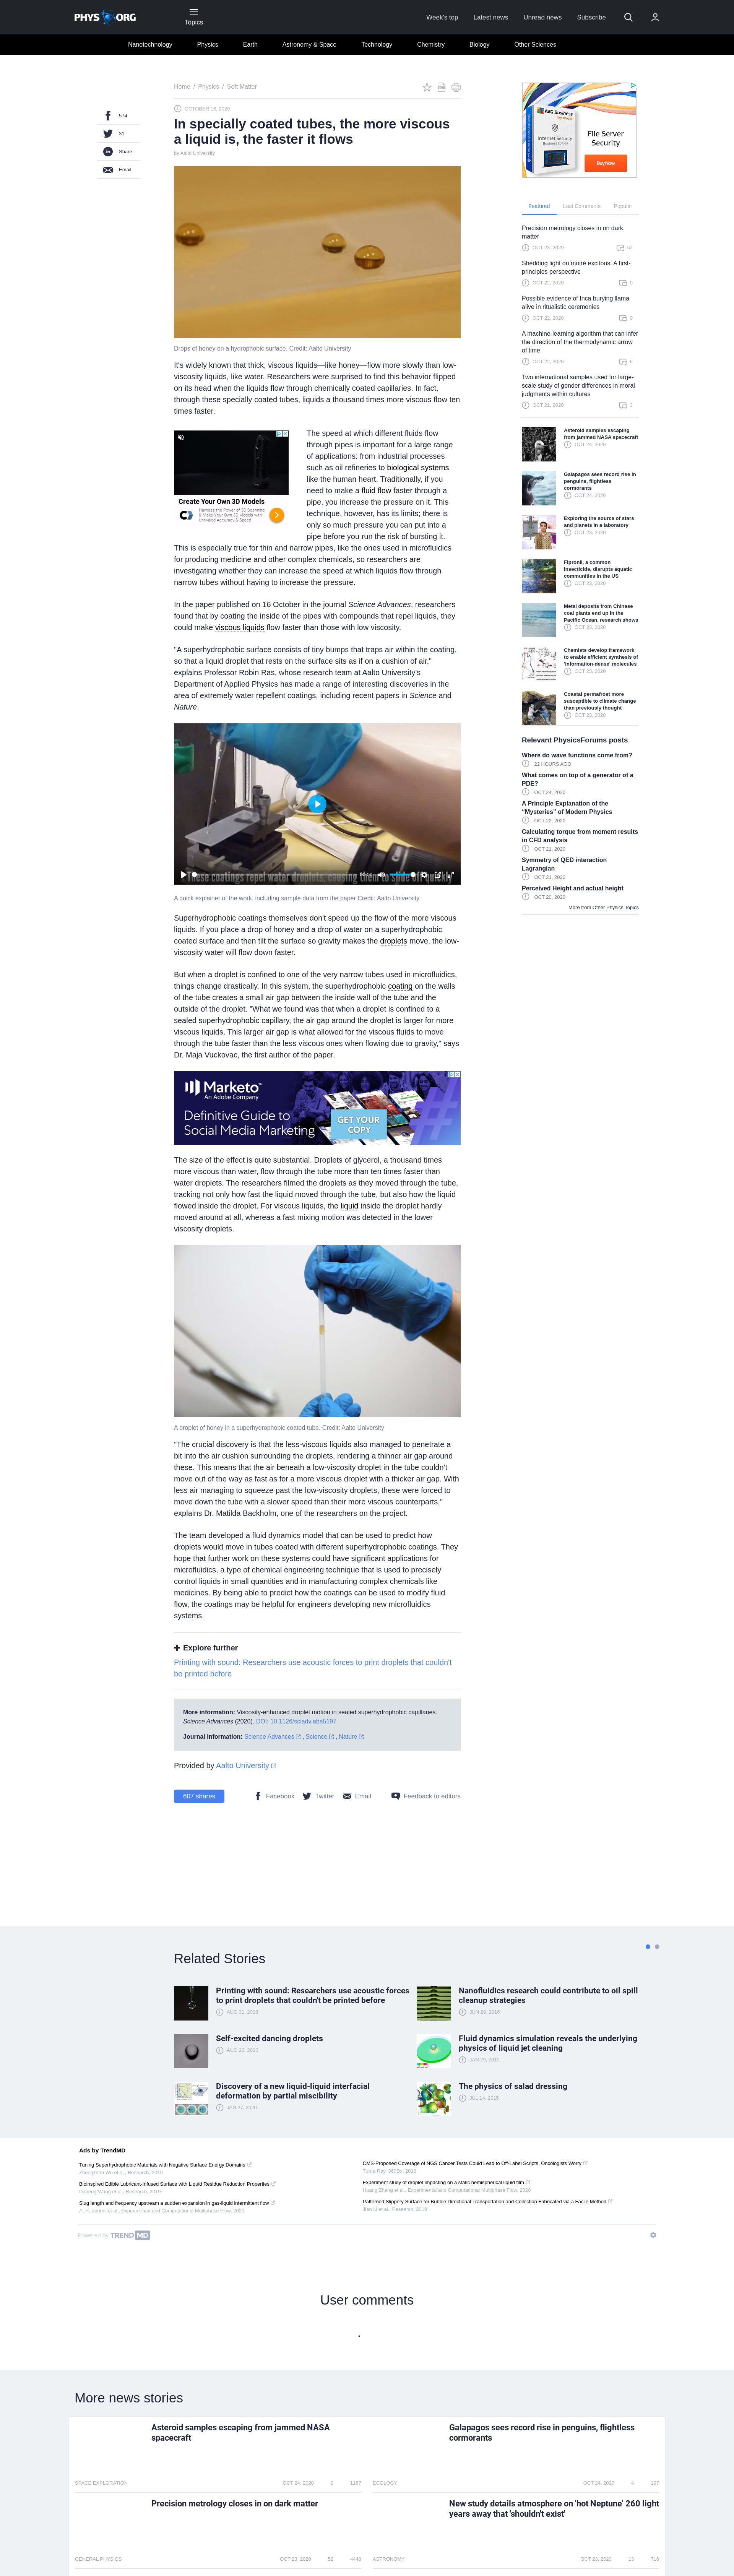 PHYS ORG
Topics
Week's top
Latest news
Unread news
Subscribe
Nanotechnology
Physics
Earth
Astronomy & Space
Technology
Chemistry
Biology
Other Sciences
574
31
Share
Email
Home / Physics / Soft Matter
OCTOBER 16, 2020
In specially coated tubes, the more viscous
a liquid is, the faster it flows
by Aalto University
Drops of honey on a hydrophobic surface. Credit: Aalto University
It's widely known that thick, viscous liquids—like honey—flow more slowly than low-
viscosity liquids, like water. Researchers were surprised to find this behavior flipped
on its head when the liquids flow through chemically coated capillaries. In fact,
through these specially coated tubes, liquids a thousand times more viscous flow ten
times faster.
Create Your Own 3D Models
Harness the Power of 3D Scanning
& Make Your Own 3D Models with
Unrivaled Accuracy & Speed
The speed at which different fluids flow
through pipes is important for a large range
of applications: from industrial processes
such as oil refineries to biological systems
like the human heart. Traditionally, if you
need to make a fluid flow faster through a
pipe, you increase the pressure on it. This
technique, however, has its limits; there is
only so much pressure you can put into a
pipe before you run the risk of bursting it.
This is especially true for thin and narrow pipes, like the ones used in microfluidics
for producing medicine and other complex chemicals, so researchers are
investigating whether they can increase the speed at which liquids flow through
narrow tubes without having to increase the pressure.
In the paper published on 16 October in the journal Science Advances, researchers
found that by coating the inside of the pipes with compounds that repel liquids, they
could make viscous liquids flow faster than those with low viscosity.
"A superhydrophobic surface consists of tiny bumps that traps air within the coating,
so that a liquid droplet that rests on the surface sits as if on a cushion of air,"
explains Professor Robin Ras, whose research team at Aalto University's
Department of Applied Physics has made a range of interesting discoveries in the
area of extremely water repellent coatings, including recent papers in Science and
Nature.
These coatings repel water droplets, causing them to slide off quickly
00:00
A quick explainer of the work, including sample data from the paper Credit: Aalto University
Superhydrophobic coatings themselves don't speed up the flow of the more viscous
liquids. If you place a drop of honey and a drop of water on a superhydrophobic
coated surface and then tilt the surface so gravity makes the droplets move, the low-
viscosity water will flow down faster.
But when a droplet is confined to one of the very narrow tubes used in microfluidics,
things change drastically. In this system, the superhydrophobic coating on the walls
of the tube creates a small air gap between the inside wall of the tube and the
outside of the droplet. "What we found was that when a droplet is confined to a
sealed superhydrophobic capillary, the air gap around the droplet is larger for more
viscous liquids. This larger air gap is what allowed for the viscous fluids to move
through the tube faster than the less viscous ones when flowing due to gravity," says
Dr. Maja Vuckovac, the first author of the paper.
Marketo
An Adobe Company
Definitive Guide to
Social Media Marketing
GET YOUR
COPY
The size of the effect is quite substantial. Droplets of glycerol, a thousand times
more viscous than water, flow through the tube more than ten times faster than
water droplets. The researchers filmed the droplets as they moved through the tube,
tracking not only how fast the liquid moved through the tube, but also how the liquid
flowed inside the droplet. For viscous liquids, the liquid inside the droplet hardly
moved around at all, whereas a fast mixing motion was detected in the lower
viscosity droplets.
A droplet of honey in a superhydrophobic coated tube. Credit: Aalto University
"The crucial discovery is that the less-viscous liquids also managed to penetrate a
bit into the air cushion surrounding the droplets, rendering a thinner air gap around
these. This means that the air beneath a low-viscosity droplet in the tube couldn't
move out of the way as fast as for a more viscous droplet with a thicker air gap. With
less air managing to squeeze past the low-viscosity droplets, these were forced to
move down the tube with a slower speed than their more viscous counterparts,"
explains Dr. Matilda Backholm, one of the researchers on the project.
The team developed a fluid dynamics model that can be used to predict how
droplets would move in tubes coated with different superhydrophobic coatings. They
hope that further work on these systems could have significant applications for
microfluidics, a type of chemical engineering technique that is used to precisely
control liquids in small quantities and in manufacturing complex chemicals like
medicines. By being able to predict how the coatings can be used to modify fluid
flow, the coatings may be helpful for engineers developing new microfluidics
systems.
Explore further
Printing with sound: Researchers use acoustic forces to print droplets that couldn't
be printed before
More information: Viscosity-enhanced droplet motion in sealed superhydrophobic capillaries.
Science Advances (2020). DOI: 10.1126/sciadv.aba5197
Journal information: Science Advances , Science , Nature
Provided by Aalto University
607 shares
Facebook
Twitter
Email
Feedback to editors
File Server
Security
Buy Now
Featured
Last Comments
Popular
Precision metrology closes in on dark
matter
OCT 23, 2020
52
Shedding light on moiré excitons: A first-
principles perspective
OCT 22, 2020
0
Possible evidence of Inca burying llama
alive in ritualistic ceremonies
OCT 22, 2020
0
A machine-learning algorithm that can infer
the direction of the thermodynamic arrow
of time
OCT 22, 2020
6
Two international samples used for large-
scale study of gender differences in moral
judgments within cultures
OCT 21, 2020
3
Asteroid samples escaping
from jammed NASA spacecraft
OCT 24, 2020
Galapagos sees record rise in
penguins, flightless
cormorants
OCT 24, 2020
Exploring the source of stars
and planets in a laboratory
OCT 23, 2020
Fipronil, a common
insecticide, disrupts aquatic
communities in the US
OCT 23, 2020
Metal deposits from Chinese
coal plants end up in the
Pacific Ocean, research shows
OCT 23, 2020
Chemists develop framework
to enable efficient synthesis of
'information-dense' molecules
OCT 23, 2020
Coastal permafrost more
susceptible to climate change
than previously thought
OCT 23, 2020
Relevant PhysicsForums posts
Where do wave functions come from?
22 HOURS AGO
What comes on top of a generator of a
PDE?
OCT 24, 2020
A Principle Explanation of the
“Mysteries” of Modern Physics
OCT 22, 2020
Calculating torque from moment results
in CFD analysis
OCT 21, 2020
Symmetry of QED interaction
Lagrangian
OCT 21, 2020
Perceived Height and actual height
OCT 20, 2020
More from Other Physics Topics
Related Stories
Printing with sound: Researchers use acoustic forces
to print droplets that couldn't be printed before
AUG 31, 2018
Nanofluidics research could contribute to oil spill
cleanup strategies
JUN 29, 2018
Self-excited dancing droplets
AUG 20, 2020
Fluid dynamics simulation reveals the underlying
physics of liquid jet cleaning
JAN 29, 2019
Discovery of a new liquid-liquid interfacial
deformation by partial miscibility
JAN 27, 2020
The physics of salad dressing
JUL 14, 2015
Ads by TrendMD
Tuning Superhydrophobic Materials with Negative Surface Energy Domains
Zhongzhen Wu et al., Research, 2019
Bioinspired Edible Lubricant-Infused Surface with Liquid Residue Reduction Properties
Daheng Wang et al., Research, 2019
Slug length and frequency upstream a sudden expansion in gas-liquid intermittent flow
CMS-Proposed Coverage of NGS Cancer Tests Could Lead to Off-Label Scripts, Oncologists Worry
Turna Ray, 360Dx, 2018
Experiment study of droplet impacting on a static hemispherical liquid film
Huang Zhang et al., Experimental and Computational Multiphase Flow, 2020
Patterned Slippery Surface for Bubble Directional Transportation and Collection Fabricated via a Facile Method
Jiao Li et al., Research, 2019
Powered by TREND MD
User comments
More news stories
Asteroid samples escaping from jammed NASA
spacecraft
SPACE EXPLORATION
OCT 24, 2020
6
1167
Galapagos sees record rise in penguins, flightless
cormorants
ECOLOGY
OCT 24, 2020
4
197
Precision metrology closes in on dark matter
GENERAL PHYSICS
OCT 23, 2020
52
4448
New study details atmosphere on 'hot Neptune' 260 light
years away that 'shouldn't exist'
ASTRONOMY
OCT 23, 2020
23
716